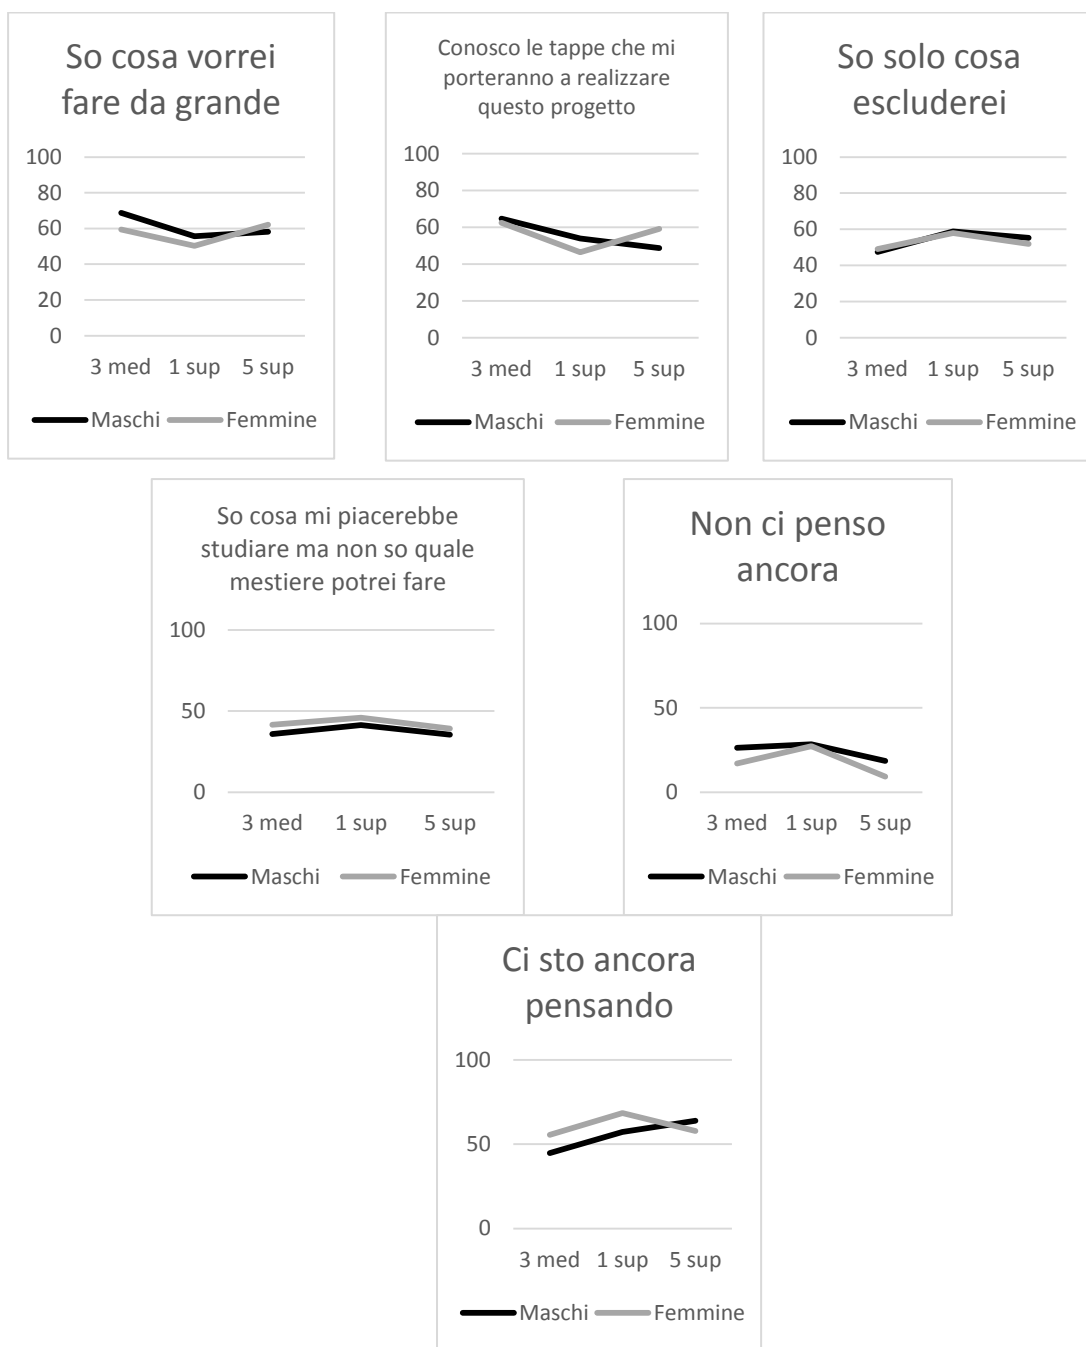 So cosa vorrei
fare da grande
100
80
60
40
20
0
3 med 1 sup 5 sup
Maschi Femmine
Conosco le tappe che mi
porteranno a realizzare
questo progetto
100
80
60
40
20
0
3 med 1 sup 5 sup
Maschi Femmine
So solo cosa
escluderei
100
80
60
40
20
0
3 med 1 sup 5 sup
Maschi Femmine
So cosa mi piacerebbe
studiare ma non so quale
mestiere potrei fare
100
50
0
3 med 1 sup 5 sup
Maschi Femmine
Non ci penso
ancora
100
50
0
3 med 1 sup 5 sup
Maschi Femmine
Ci sto ancora
pensando
100
50
0
3 med 1 sup 5 sup
Maschi Femmine